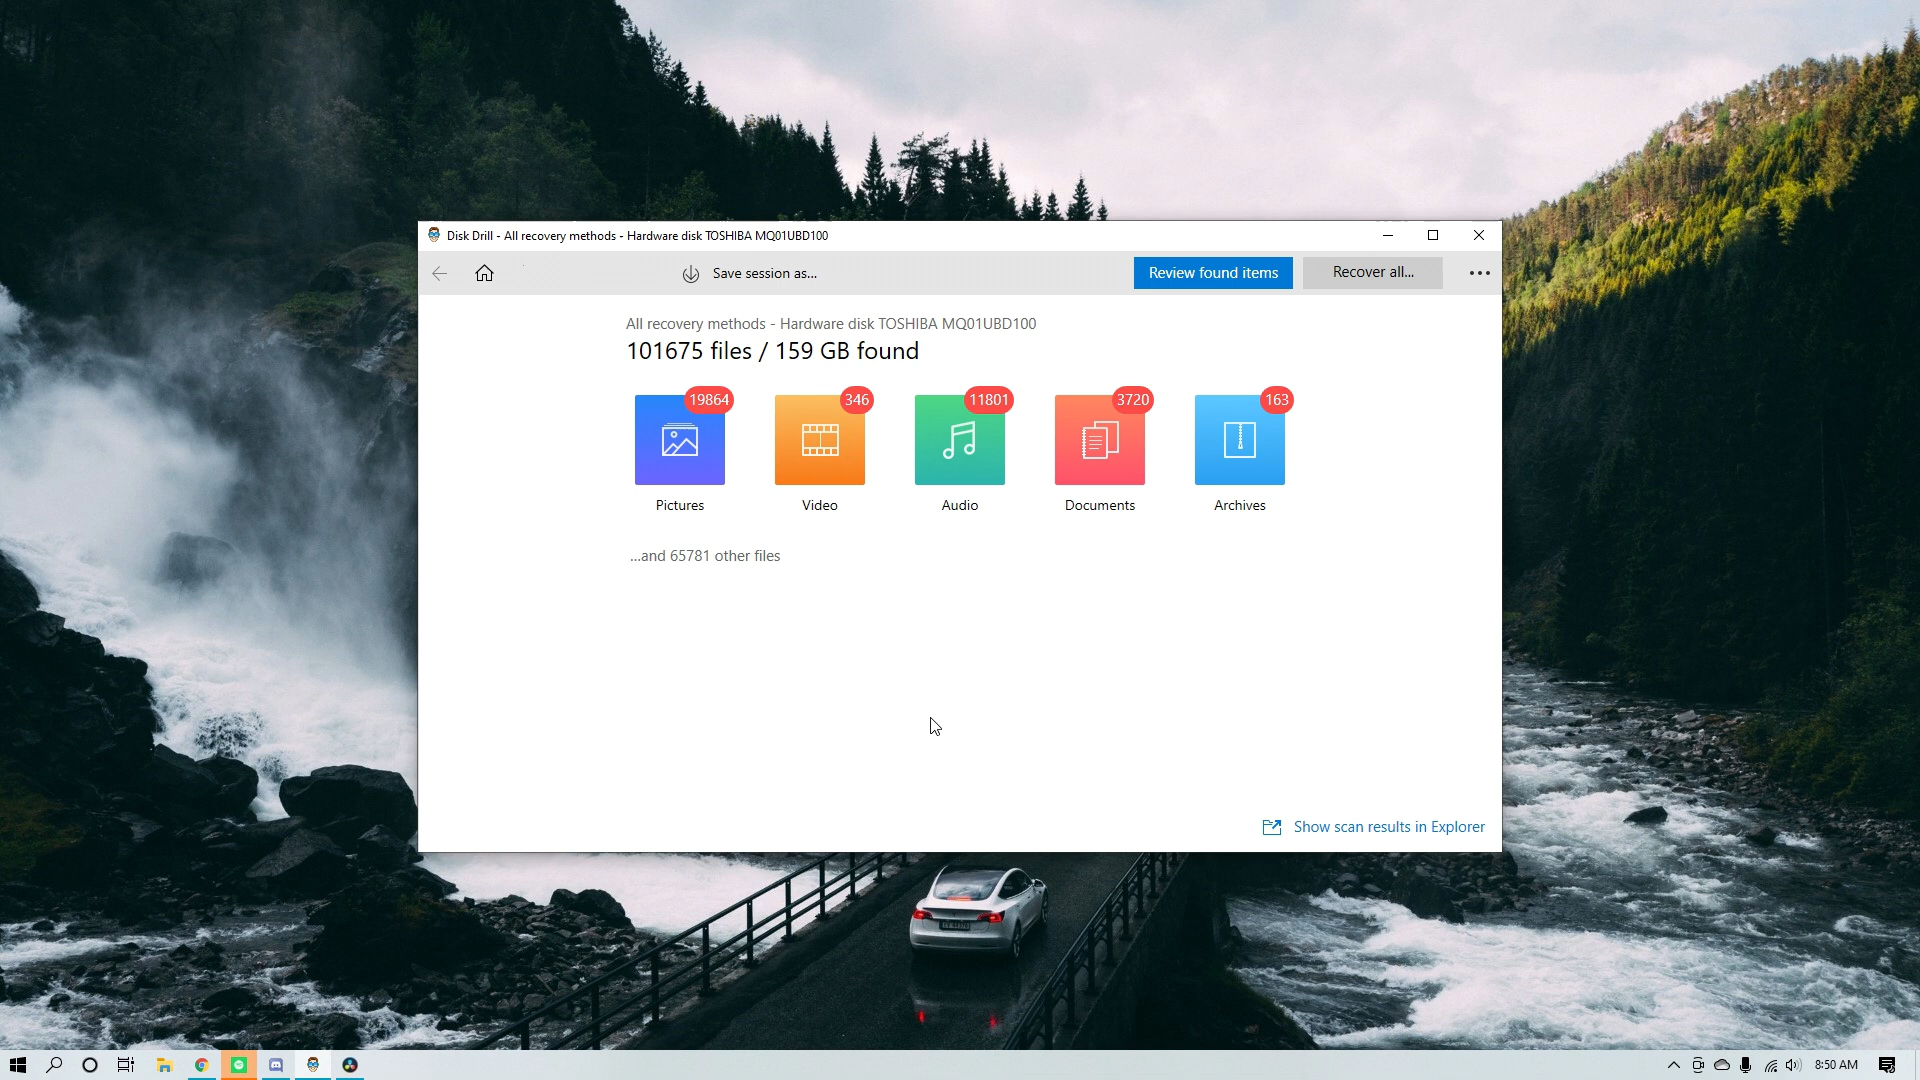 Disk Drill - All recovery methods - Hardware disk TOSHIBA MQ01UBD100
Save session as...
Review found items
Recover all...
All recovery methods - Hardware disk TOSHIBA MQ01UBD100
101675 files / 159 GB found
19864
346
11801
3720
163
Pictures
Video
Audio
Documents
Archives
...and 65781 other files
Show scan results in Explorer
8:50 AM